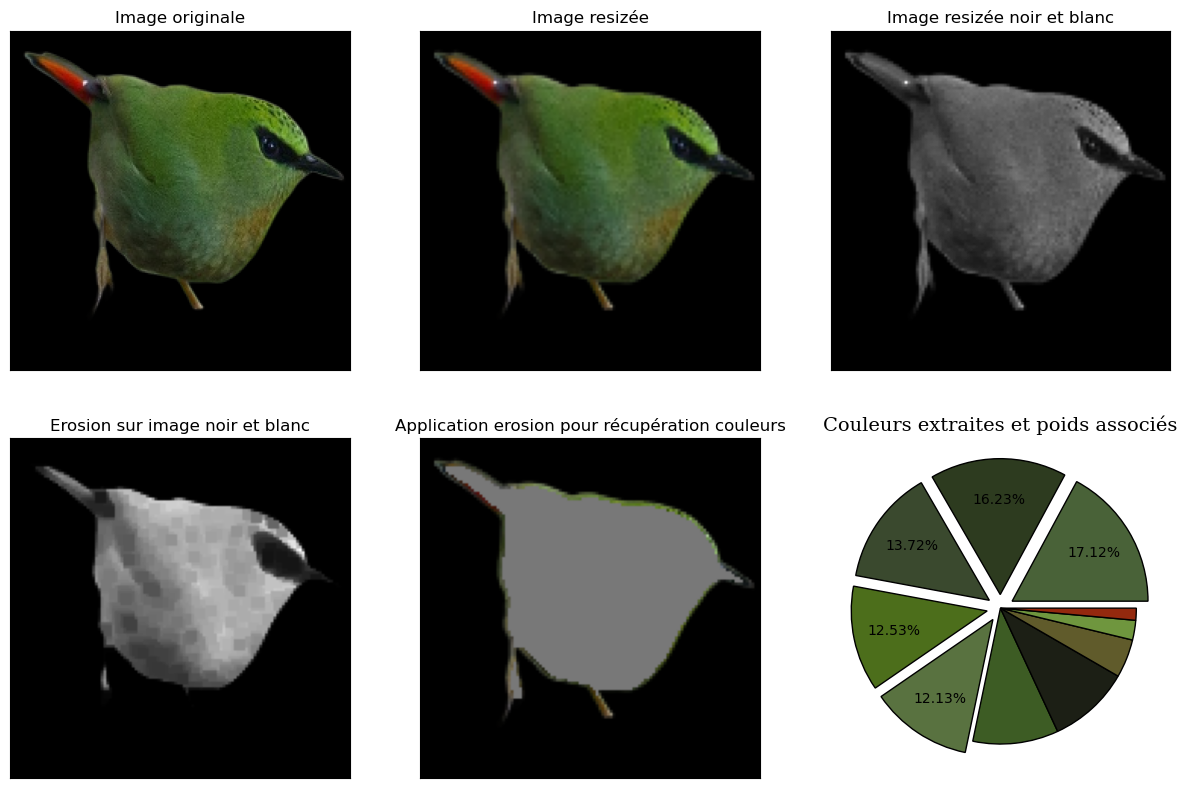 Image originale
Image resizée
Image resizée noir et blanc
Erosion sur image noir et blanc
Application erosion pour récupération couleurs
Couleurs extraites et poids associés
16.23%
17.12%
13.72%
12.53%
12.13%